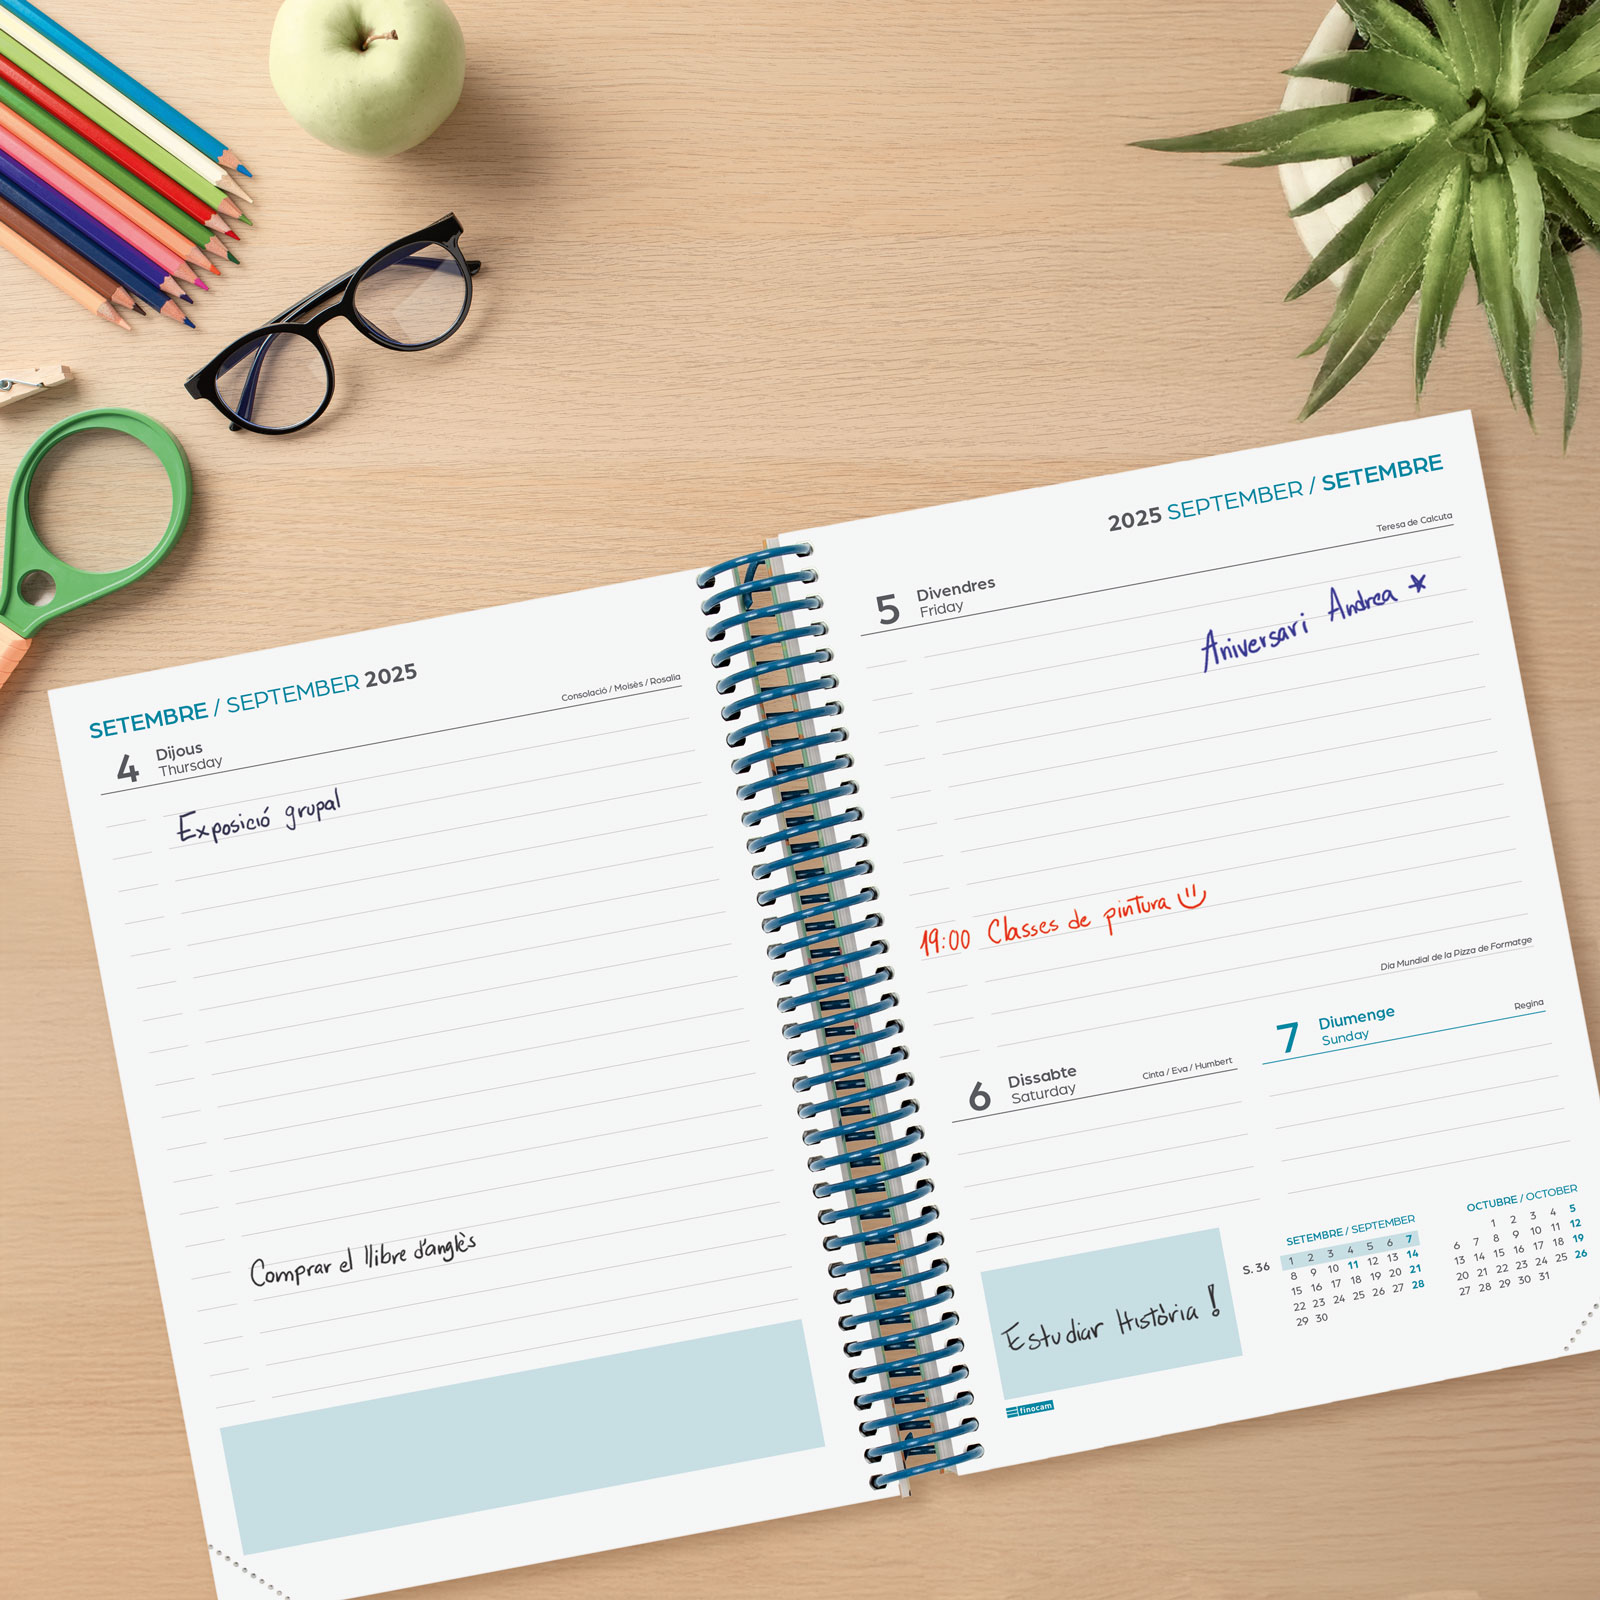 SETEMBRE / SEPTEMBER 2025
Consolació / Moisès / Rosalia
4 Dijous
Thursday
Exposició grupal
Comprar el llibre d'anglès
2025 SEPTEMBER / SETEMBRE
Teresa de Calcuta
5 Divendres
Friday
Aniversari Andrea *
19:00 Classes de pintura
Dia Mundial de la Pizza de Formatge
6 Dissabte
Saturday
Cinta / Eva / Humbert
7 Diumenge
Sunday
Regina
Estudiar Història !
finocam
S. 36
SETEMBRE / SEPTEMBER
1 2 3 4 5 6 7
8 9 10 11 12 13 14
15 16 17 18 19 20 21
22 23 24 25 26 27 28
29 30
OCTUBRE / OCTOBER
1 2 3 4 5
6 7 8 9 10 11 12
13 14 15 16 17 18 19
20 21 22 23 24 25 26
27 28 29 30 31